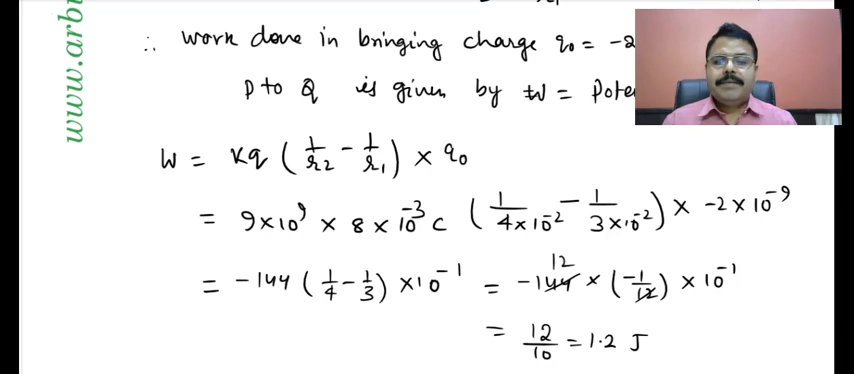 www.arb
∴ work done in bringing charge q₀ = -2
P to Q is given by W = Pote
W = Kq (1/r₂ - 1/r₁) × q₀
= 9×10⁹ × 8 × 10⁻³ C (1/(4×10⁻²) - 1/(3×10⁻²)) × -2 × 10⁻⁹
= -144 (1/4 - 1/3) × 10⁻¹ = -144 12 × (-1/12) × 10⁻¹
= 12/10 = 1.2 J